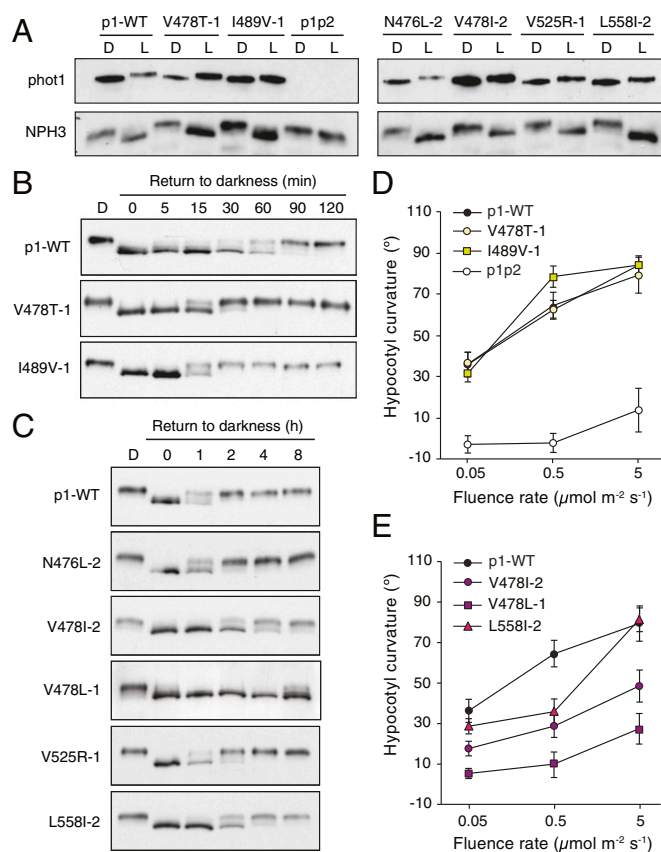 A
p1-WT V478T-1 I489V-1 p1p2
D L D L D L D L
phot1
NPH3
N476L-2 V478I-2 V525R-1 L558I-2
D L D L D L D L
B
Return to darkness (min)
D 0 5 15 30 60 90 120
p1-WT
V478T-1
I489V-1
C
Return to darkness (h)
D 0 1 2 4 8
p1-WT
N476L-2
V478I-2
V478L-1
V525R-1
L558I-2
D
p1-WT
V478T-1
I489V-1
p1p2
Hypocotyl curvature (°)
110
90
70
50
30
10
-10
0.05 0.5 5
Fluence rate (µmol m-2 s-1)
E
p1-WT
V478I-2
V478L-1
L558I-2
Hypocotyl curvature (°)
110
90
70
50
30
10
-10
0.05 0.5 5
Fluence rate (µmol m-2 s-1)